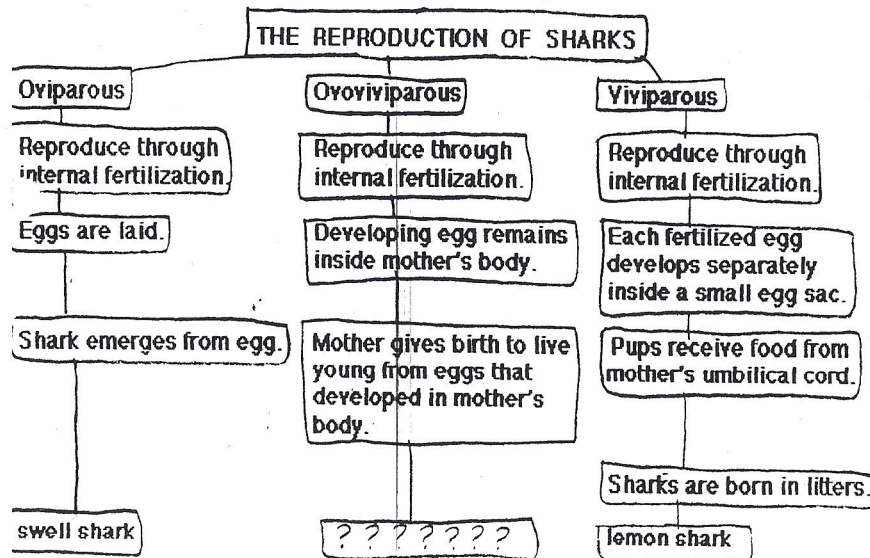 THE REPRODUCTION OF SHARKS
Oviparous
Reproduce through
internal fertilization.
Eggs are laid.
Shark emerges from egg.
swell shark
Ovoviviparous
Reproduce through
internal fertilization.
Developing egg remains
inside mother's body.
Mother gives birth to live
young from eggs that
developed in mother's
body.
? ? ? ? ? ? ?
Viviparous
Reproduce through
internal fertilization.
Each fertilized egg
develops separately
inside a small egg sac.
Pups receive food from
mother's umbilical cord.
Sharks are born in litters.
lemon shark